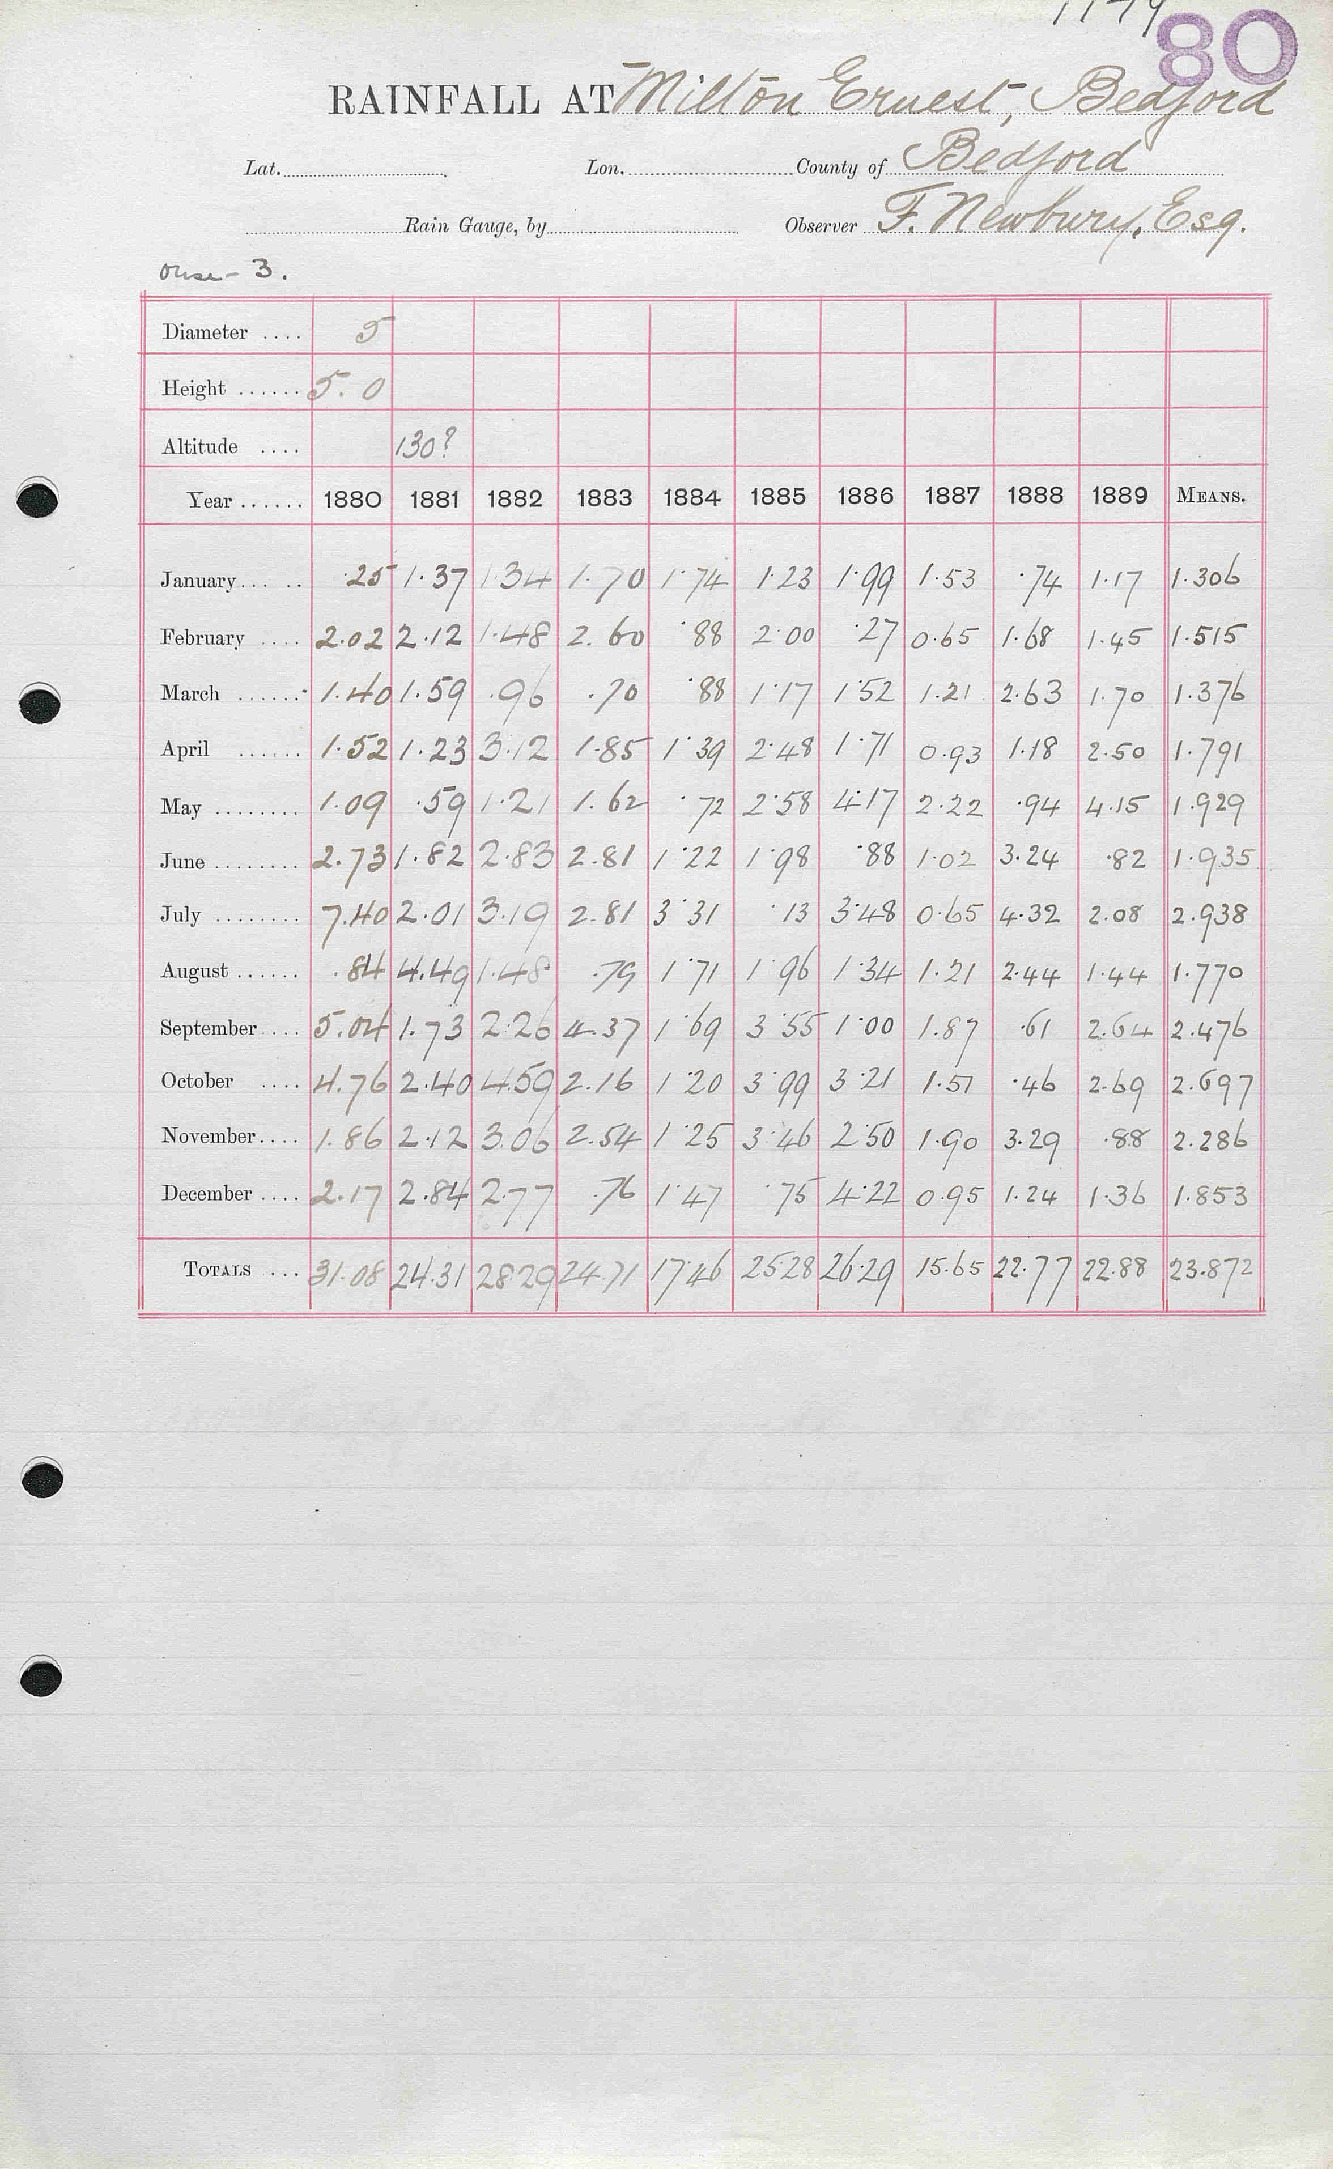 80
RAINFALL AT Milton Ernest, Bedford
Lat. Lon. County of Bedford
Rain Gauge, by Observer F. Newbury, Esq.
Ouse - 3.
Diameter .... 5
Height ...... 5. 0
Altitude .... 130?
Year ...... 1880 1881 1882 1883 1884 1885 1886 1887 1888 1889 MEANS.
January ... .. ·25 1·37 1·34 1·70 1·74 1·23 1·99 1·53 ·74 1·17 1·306
February .... 2·02 2·12 1·48 2·60 ·88 2·00 ·27 0·65 1·68 1·45 1·515
March ...... 1·40 1·59 ·96 ·70 ·88 1·17 1·52 1·21 2·63 1·70 1·376
April ...... 1·52 1·23 3·12 1·85 1·39 2·48 1·71 0·93 1·18 2·50 1·791
May ........ 1·09 ·59 1·21 1·62 ·72 2·58 4·17 2·22 ·94 4·15 1·929
June ........ 2·73 1·82 2·83 2·81 1·22 1·98 ·88 1·02 3·24 ·82 1·935
July ........ 7·40 2·01 3·19 2·81 3·31 ·13 3·48 0·65 4·32 2·08 2·938
August ...... ·84 4·49 1·48 ·79 1·71 1·96 1·34 1·21 2·44 1·44 1·770
September .... 5·04 1·73 2·26 4·37 1·69 3·55 1·00 1·87 ·61 2·64 2·476
October .... 4·76 2·40 4·59 2·16 1·20 3·99 3·21 1·51 ·46 2·69 2·697
November .... 1·86 2·12 3·06 2·54 1·25 3·46 2·50 1·90 3·29 ·88 2·286
December .... 2·17 2·84 2·77 ·76 1·47 ·75 4·22 0·95 1·24 1·36 1·853
TOTALS ... 31·08 24·31 28·29 24·71 17·46 25·28 26·29 15·65 22·77 22·88 23·872